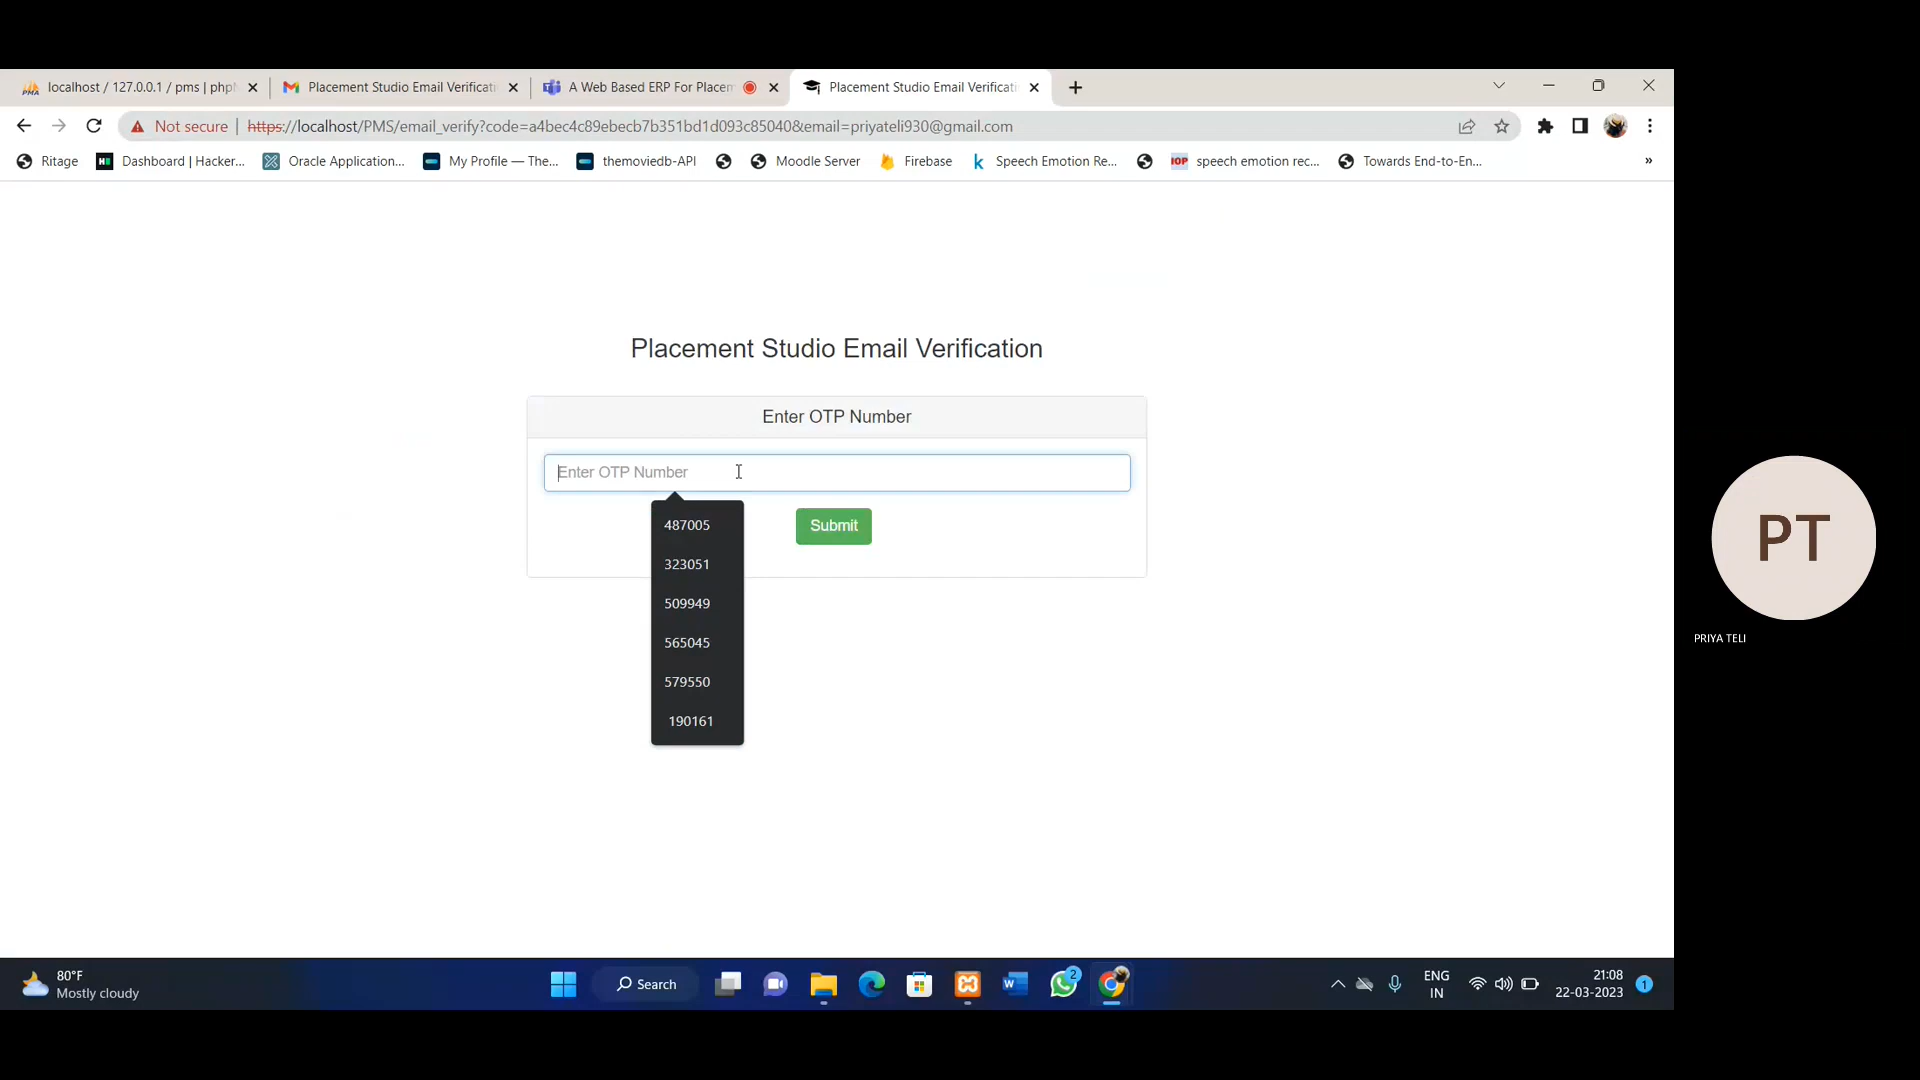 localhost / 127.0.0.1 / pms | php
Placement Studio Email Verificati
A Web Based ERP For Placem
Placement Studio Email Verificati
Not secure | https://localhost/PMS/email_verify?code=a4bec4c89ebecb7b351bd1d093c85040&email=priyateli930@gmail.com
Ritage
Dashboard | Hacker...
Oracle Application...
My Profile — The...
themoviedb-API
Moodle Server
Firebase
k
Speech Emotion Re...
IOP
speech emotion rec...
Towards End-to-En...
»
Placement Studio Email Verification
Enter OTP Number
Enter OTP Number
487005
Submit
323051
509949
565045
579550
190161
PT
PRIYA TELI
80°F
Mostly cloudy
Search
2
ENG
IN
21:08
22-03-2023
1